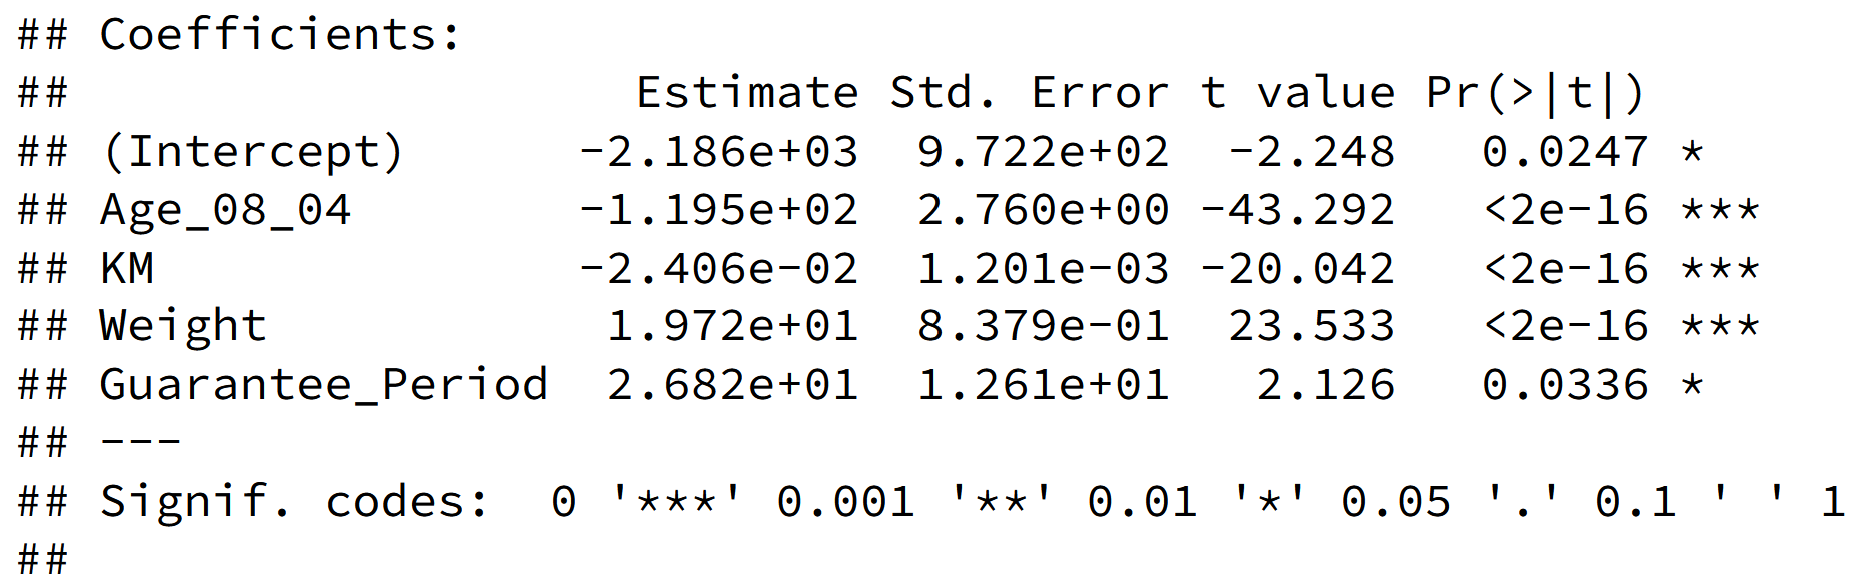 ## Coefficients:
##                    Estimate Std. Error t value Pr(>|t|)
## (Intercept)      -2.186e+03  9.722e+02  -2.248   0.0247 *
## Age_08_04        -1.195e+02  2.760e+00 -43.292   <2e-16 ***
## KM               -2.406e-02  1.201e-03 -20.042   <2e-16 ***
## Weight            1.972e+01  8.379e-01  23.533   <2e-16 ***
## Guarantee_Period  2.682e+01  1.261e+01   2.126   0.0336 *
## ---
## Signif. codes:  0 '***' 0.001 '**' 0.01 '*' 0.05 '.' 0.1 ' ' 1
##